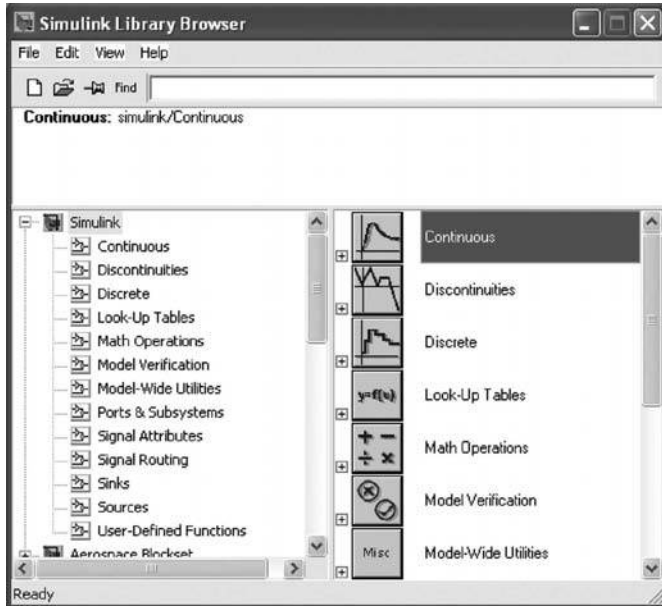 Simulink Library Browser
File Edit View Help
Find
Continuous: simulink/Continuous
Simulink
Continuous
Discontinuities
Discrete
Look-Up Tables
Math Operations
Model Verification
Model-Wide Utilities
Ports & Subsystems
Signal Attributes
Signal Routing
Sinks
Sources
User-Defined Functions
Aerospace Blockset
Continuous
Discontinuities
Discrete
y=f(u)
Look-Up Tables
Math Operations
Model Verification
Misc
Model-Wide Utilities
Ready